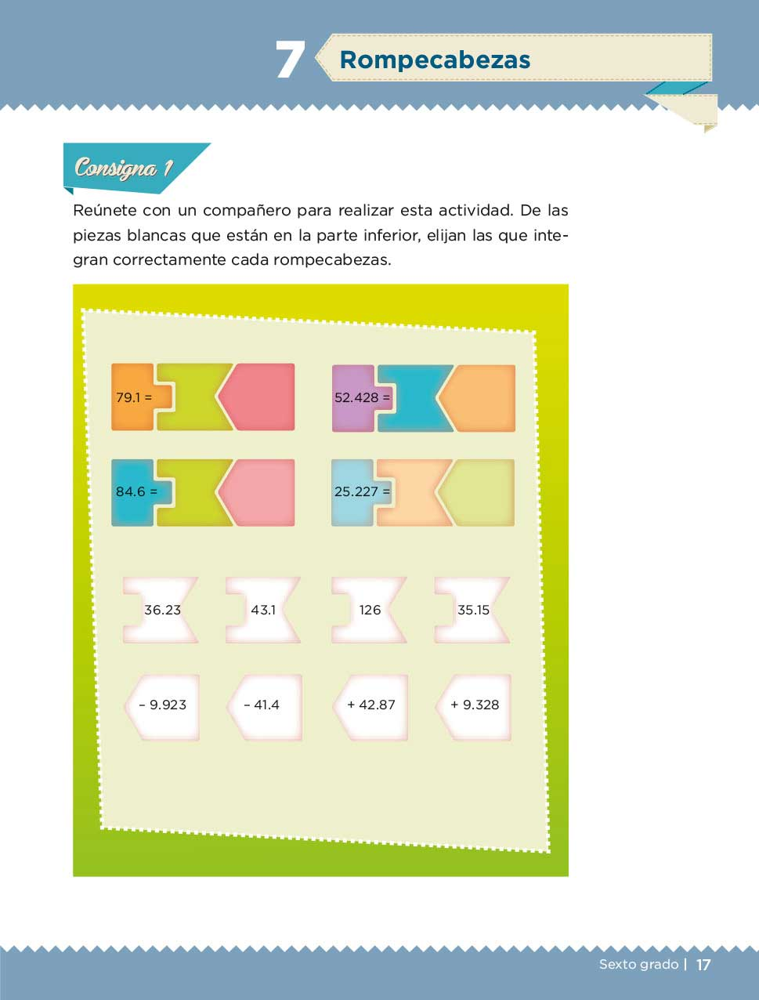 7 Rompecabezas
Consigna 1
Reúnete con un compañero para realizar esta actividad. De las
piezas blancas que están en la parte inferior, elijan las que inte-
gran correctamente cada rompecabezas.
79.1 = 52.428 =
84.6 = 25.227 =
36.23 43.1 126 35.15
– 9.923 – 41.4 + 42.87 + 9.328
Sexto grado | 17